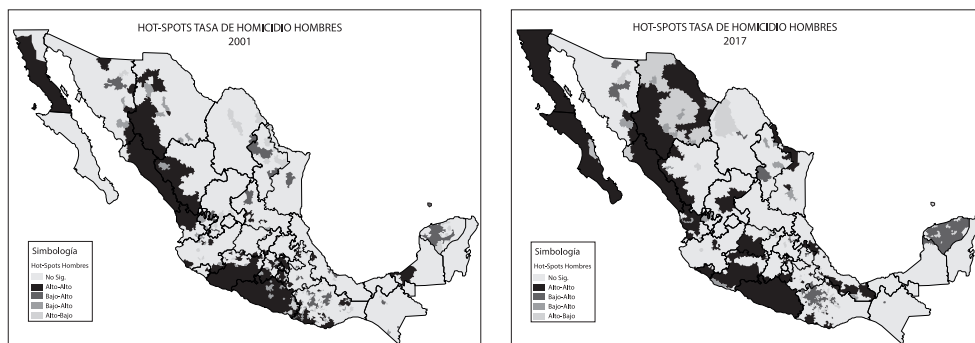 HOT-SPOTS TASA DE HOMICIDIO HOMBRES
2001
Simbología
Hot-Spots Hombres
No Sig.
Alto-Alto
Bajo-Alto
Bajo-Alto
Alto-Bajo
HOT-SPOTS TASA DE HOMICIDIO HOMBRES
2017
Simbología
Hot-Spots Hombres
No Sig.
Alto-Alto
Bajo-Alto
Bajo-Alto
Alto-Bajo